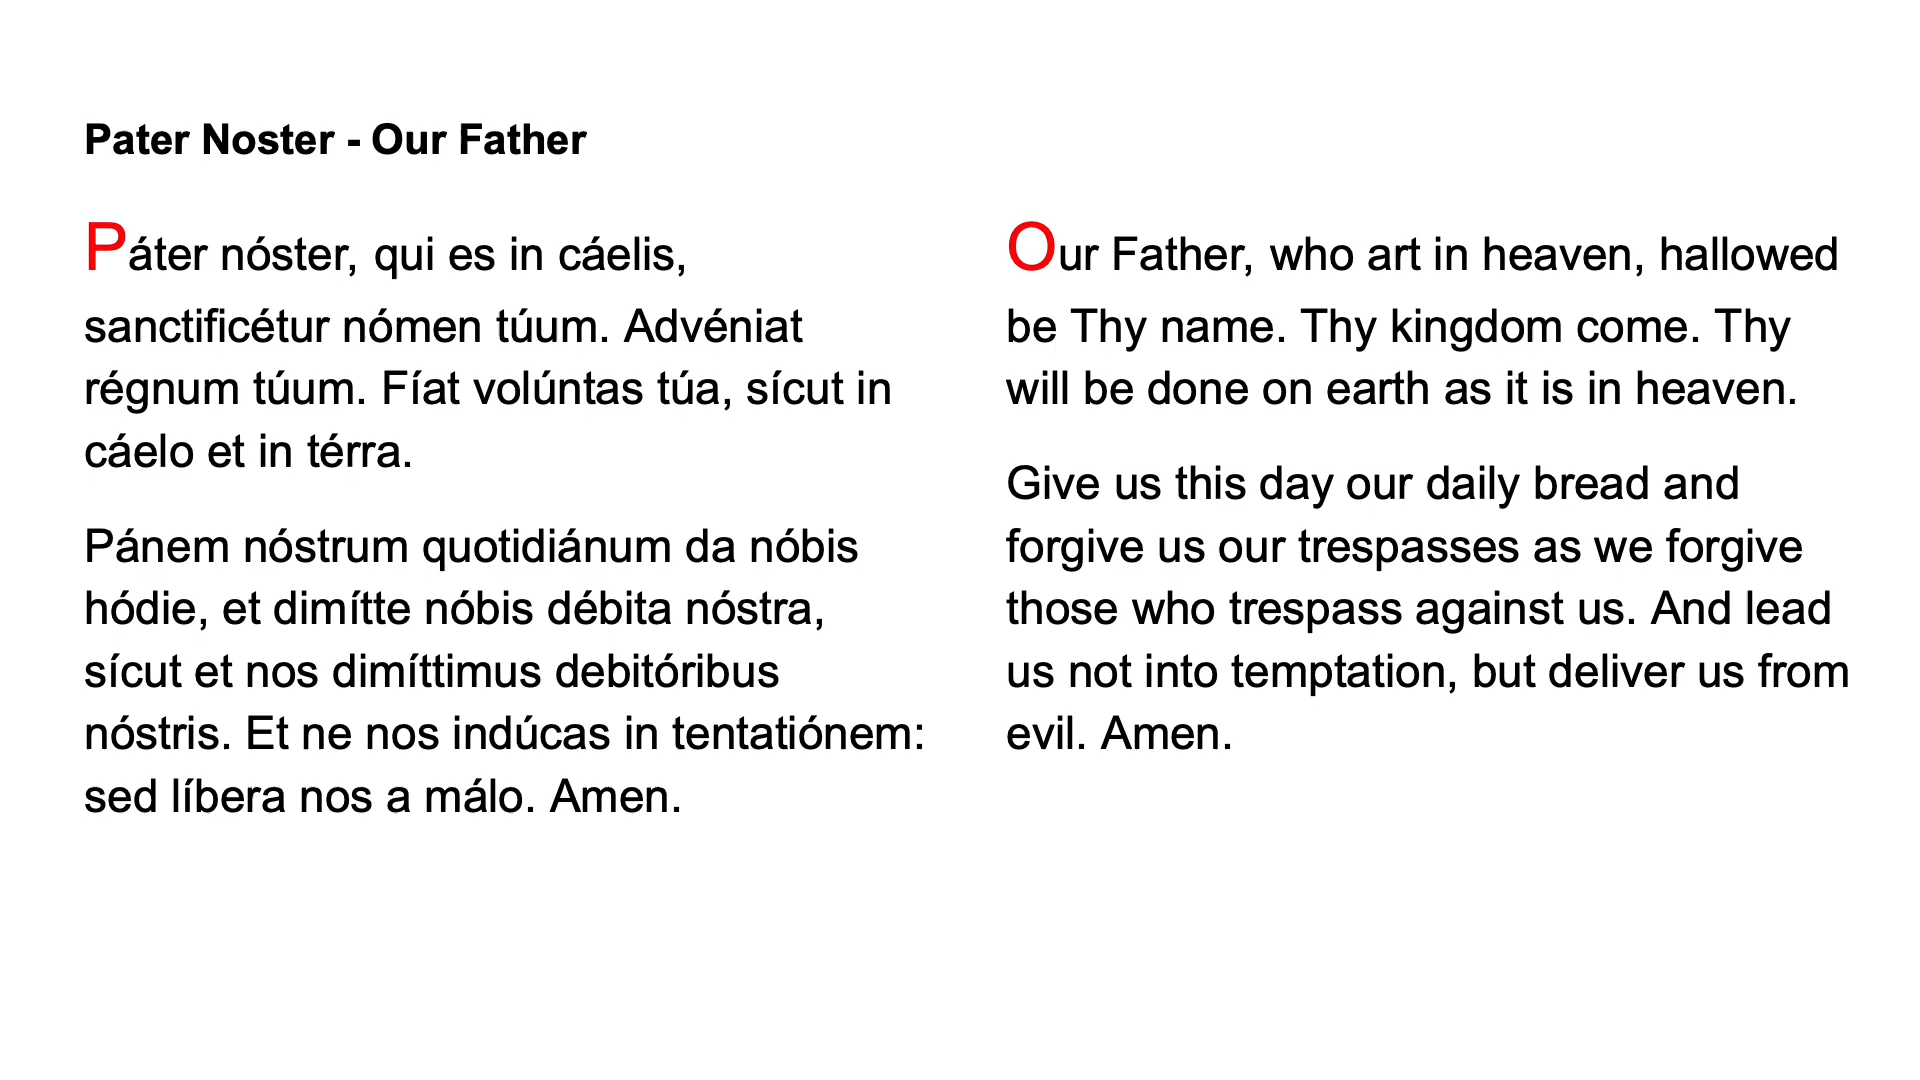 Pater Noster - Our Father
Páter nóster, qui es in cáelis,
sanctificétur nómen túum. Advéniat
régnum túum. Fíat volúntas túa, sícut in
cáelo et in térra.
Pánem nóstrum quotidiánum da nóbis
hódie, et dimítte nóbis débita nóstra,
sícut et nos dimíttimus debitóribus
nóstris. Et ne nos indúcas in tentatiónem:
sed líbera nos a málo. Amen.
Our Father, who art in heaven, hallowed
be Thy name. Thy kingdom come. Thy
will be done on earth as it is in heaven.
Give us this day our daily bread and
forgive us our trespasses as we forgive
those who trespass against us. And lead
us not into temptation, but deliver us from
evil. Amen.